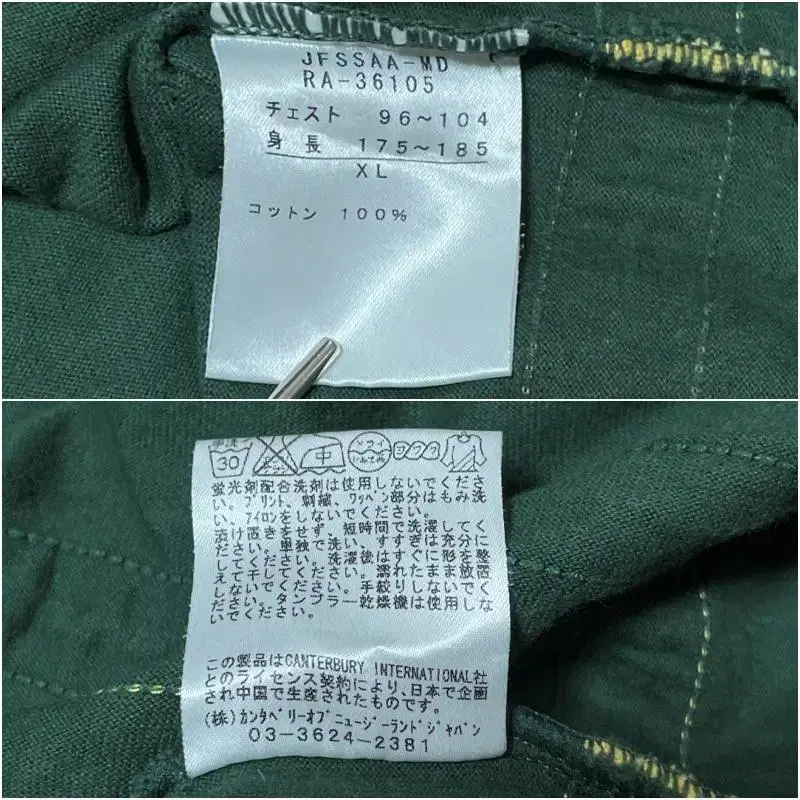 JFSSAA-MD
RA-36105
チェスト 96～104
身長 175～185
XL
コットン 100%
手洗イ
30 中 ドライ
蛍光剤配合洗剤は使用しないでくださ
い。プリント、刺繍、ワッペン部分はもみ洗
い、アイロンをしないでください。
漬け置きをせず、短時間で洗濯してく
ださい。単独で洗い、すすぎは充分に
してください。洗濯後はすぐに形を整
えて干してください。濡れたまま放置
しないでください。手絞りしないでく
ださい。タンブラー乾燥機は使用しな
いでください。
この製品はCANTERBURY INTERNATIONAL社
とのライセンス契約により、日本で企画
され中国で生産されたものです。
(株)カンタベリーオブニュージーランドジャパン
03-3624-2381